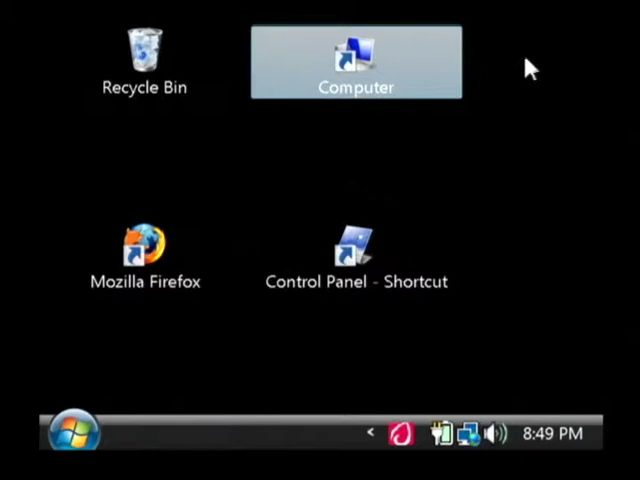 Recycle Bin
Computer
Mozilla Firefox
Control Panel - Shortcut
8:49 PM